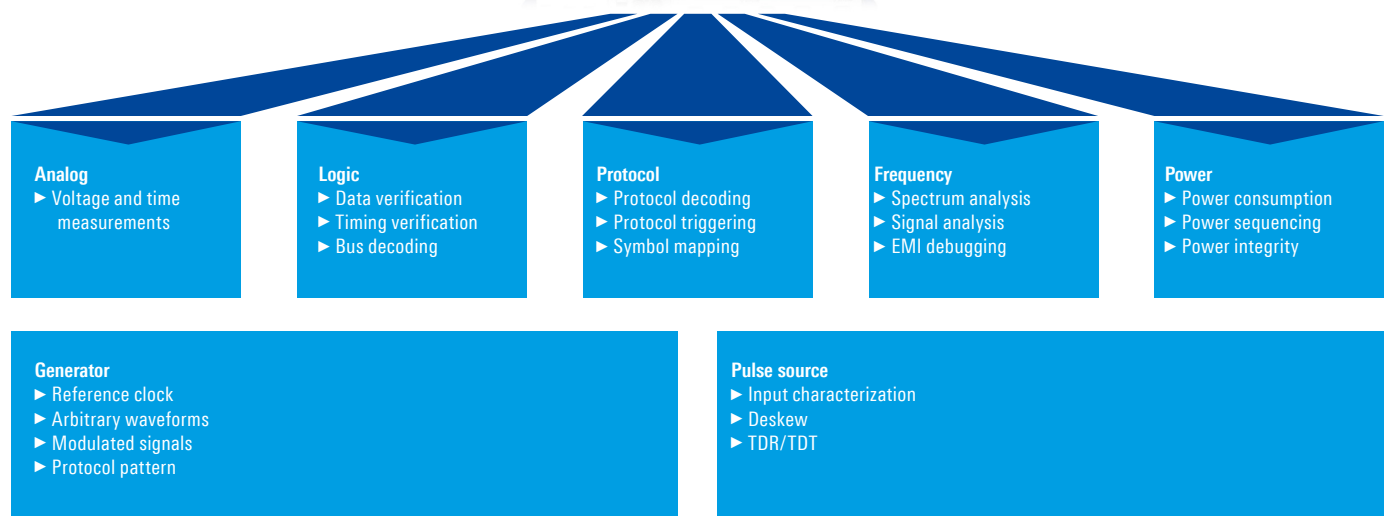 Analog
► Voltage and time
measurements
Logic
► Data verification
► Timing verification
► Bus decoding
Protocol
► Protocol decoding
► Protocol triggering
► Symbol mapping
Frequency
► Spectrum analysis
► Signal analysis
► EMI debugging
Power
► Power consumption
► Power sequencing
► Power integrity
Generator
► Reference clock
► Arbitrary waveforms
► Modulated signals
► Protocol pattern
Pulse source
► Input characterization
► Deskew
► TDR/TDT